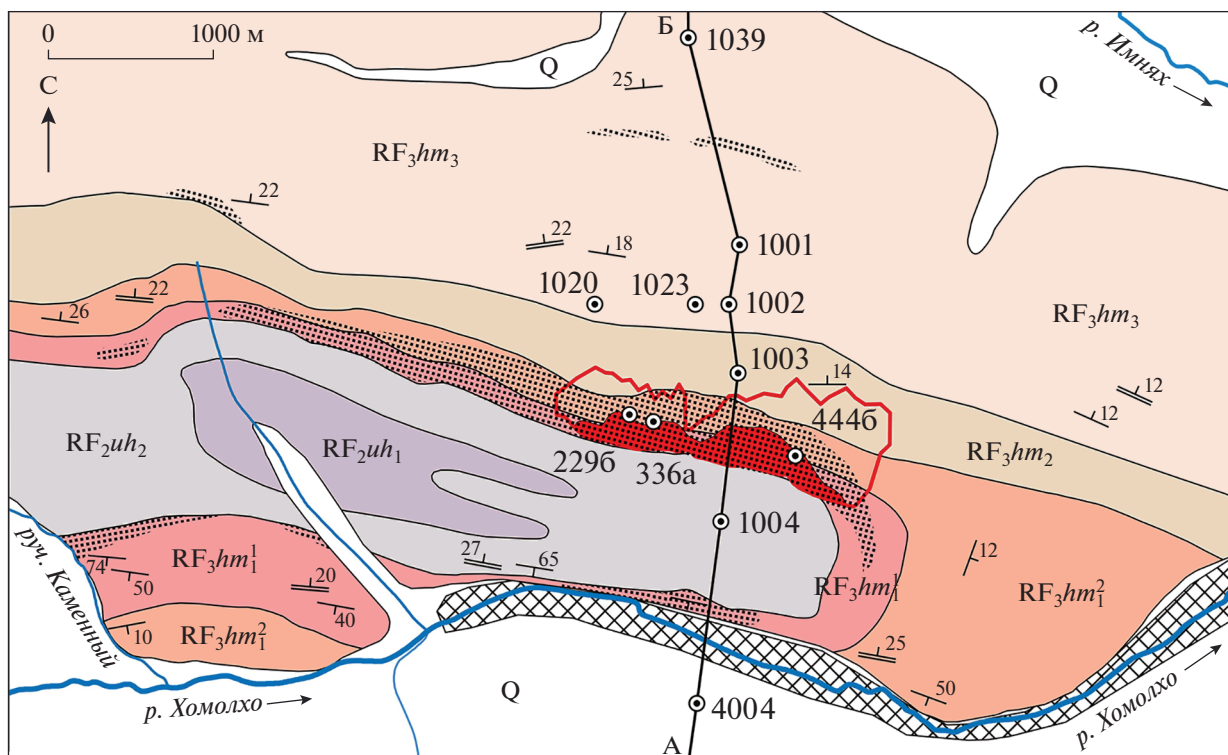 0 1000 м
С
Б
1039
р. Имнях
Q
Q
25
RF₃hm₃
22
22
18
1001
1020
1023
1002
RF₃hm₃
22
26
1003
14
12
12
444б
RF₂uh₂
RF₂uh₁
229б
336а
RF₃hm₂
1004
руч. Каменный
RF₃hm₁¹
74
50
20
40
27
65
12
RF₃hm₁¹
RF₃hm₁²
10
RF₃hm₁²
25
50
р. Хомолхо
Q
4004
р. Хомолхо
А